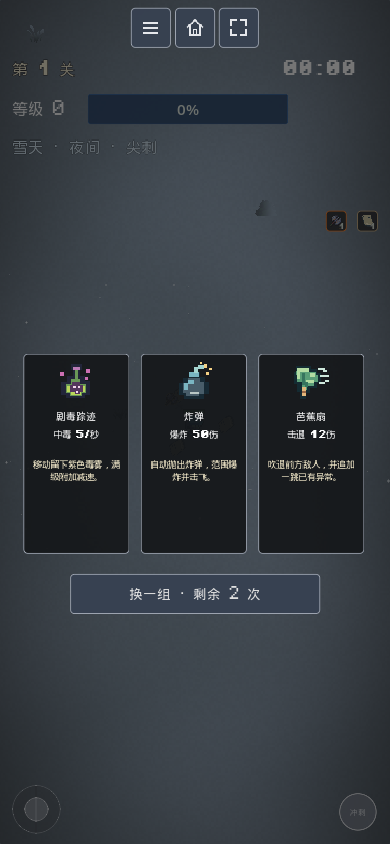 第 1 关
00:00
等级 0
0%
雪天 · 夜间 · 尖刺
剧毒踪迹
中毒 5/秒
移动留下紫色毒雾，满
级附加减速。
炸弹
爆炸 50伤
自动抛出炸弹，范围爆
炸并击飞。
芭蕉扇
击退 12伤
吹退前方敌人，并追加
一跳已有异常。
换一组 · 剩余 2 次
冲刺